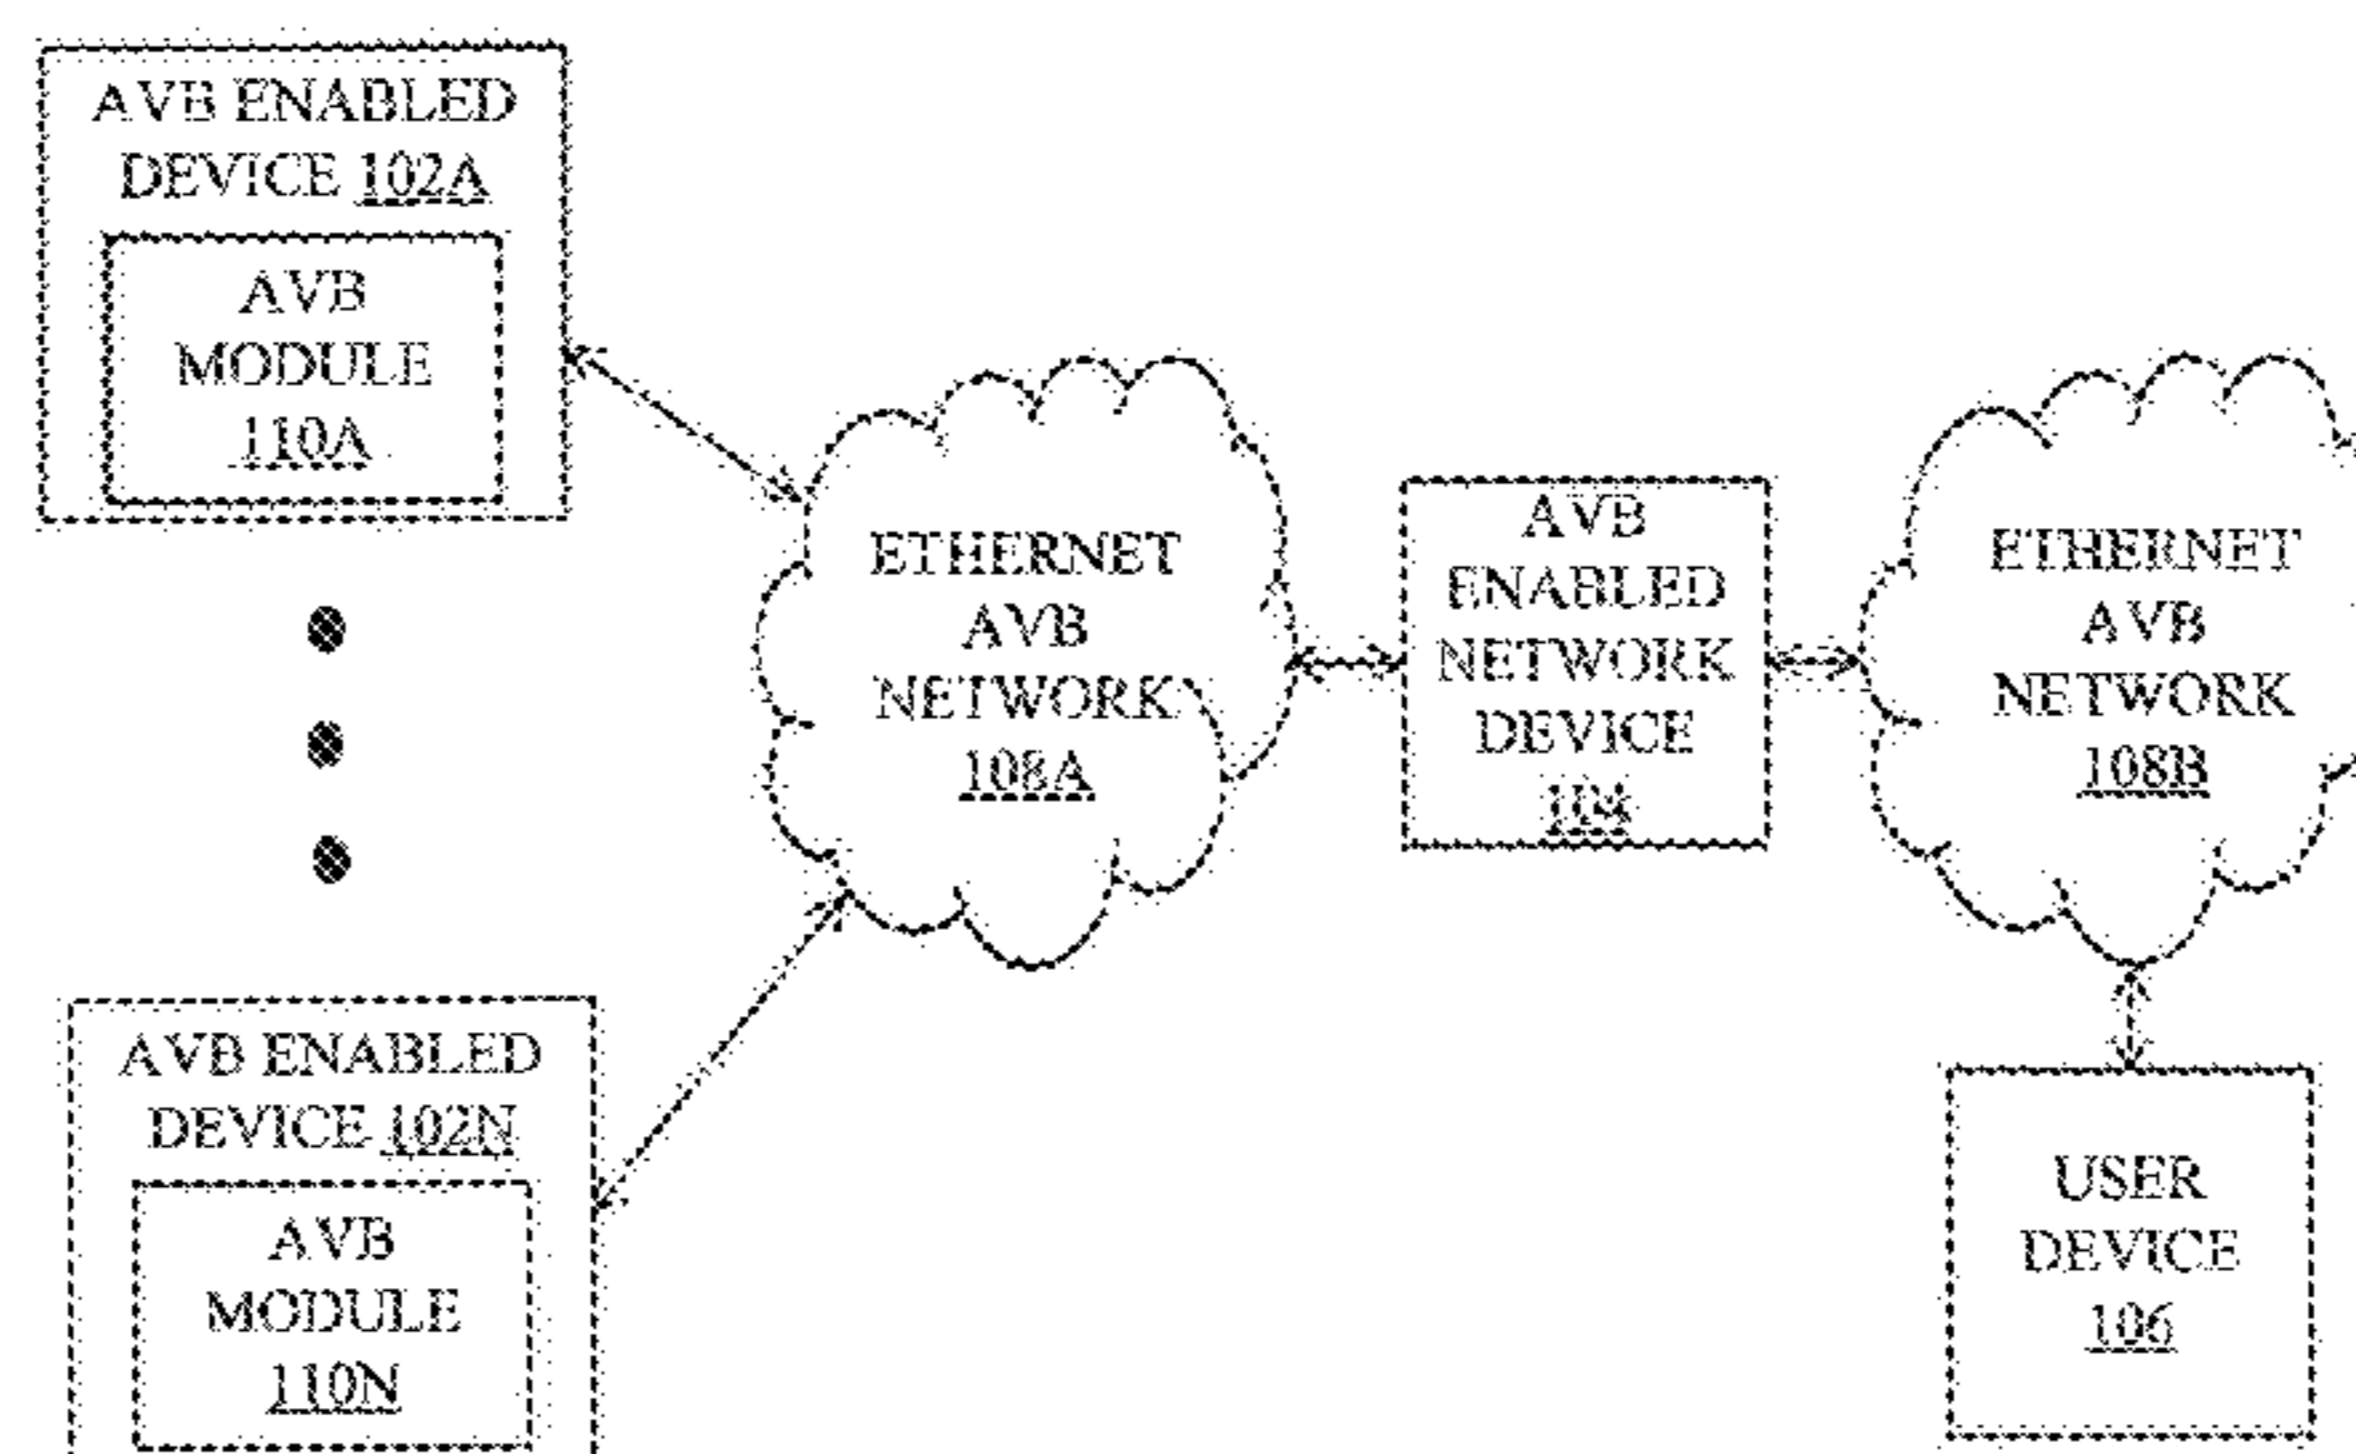 AVB ENABLED
DEVICE 102A
AVB
MODULE
110A
ETHERNET
AVB
NETWORK
108A
AVB
ENABLED
NETWORK
DEVICE
104
ETHERNET
AVB
NETWORK
108B
AVB ENABLED
DEVICE 102N
AVB
MODULE
110N
USER
DEVICE
106